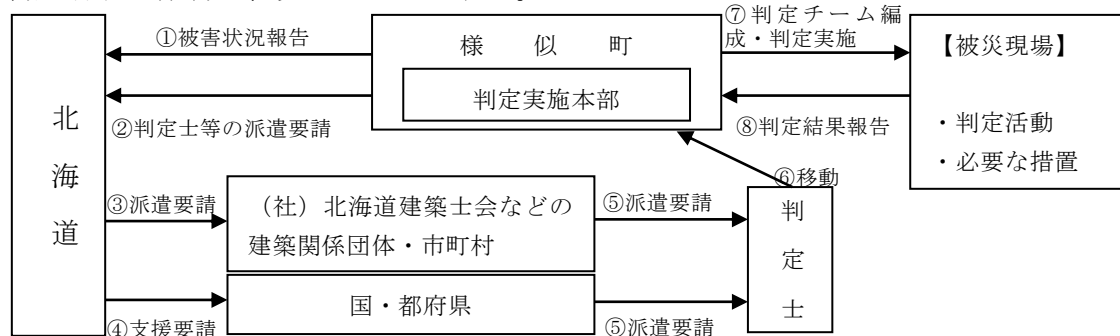 ①被害状況報告
様似町
判定実施本部
②判定士等の派遣要請
⑦判定チーム編
成・判定実施
【被災現場】
・判定活動
・必要な措置
⑧判定結果報告
北海道
③派遣要請
（社）北海道建築士会などの
建築関係団体・市町村
⑤派遣要請
⑥移動
判定士
④支援要請
国・都府県
⑤派遣要請